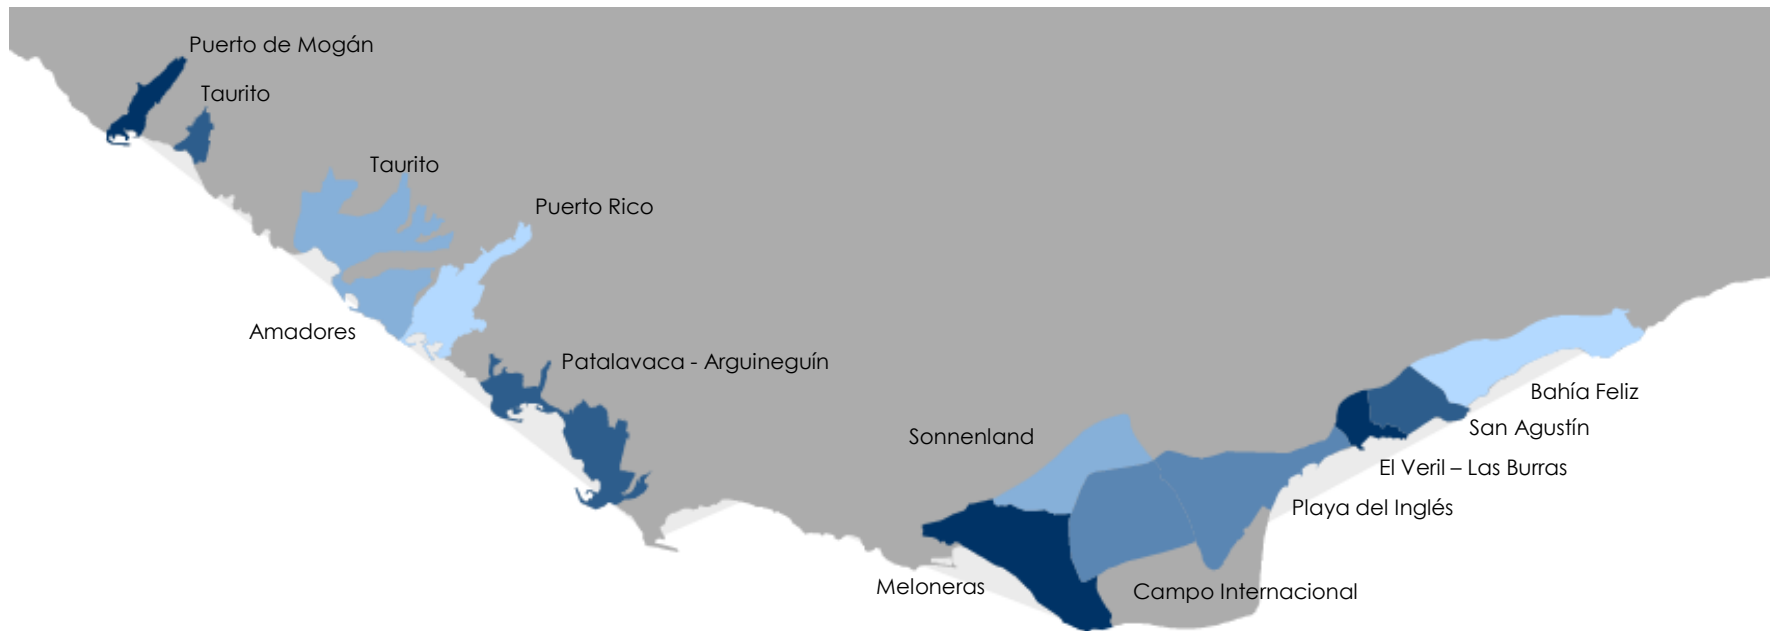 Puerto de Mogán
Taurito
Taurito
Puerto Rico
Amadores
Patalavaca - Arguineguín
Bahía Feliz
San Agustín
Sonnenland
El Veril – Las Burras
Playa del Inglés
Meloneras
Campo Internacional